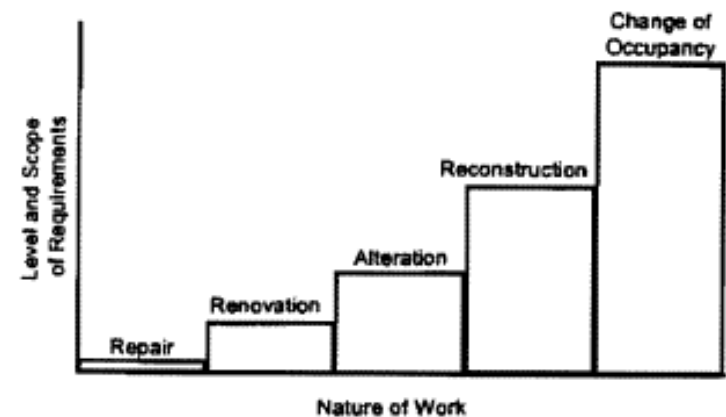 Change of
Occupancy
Reconstruction
Alteration
Renovation
Repair
Level and Scope
of Requirements
Nature of Work